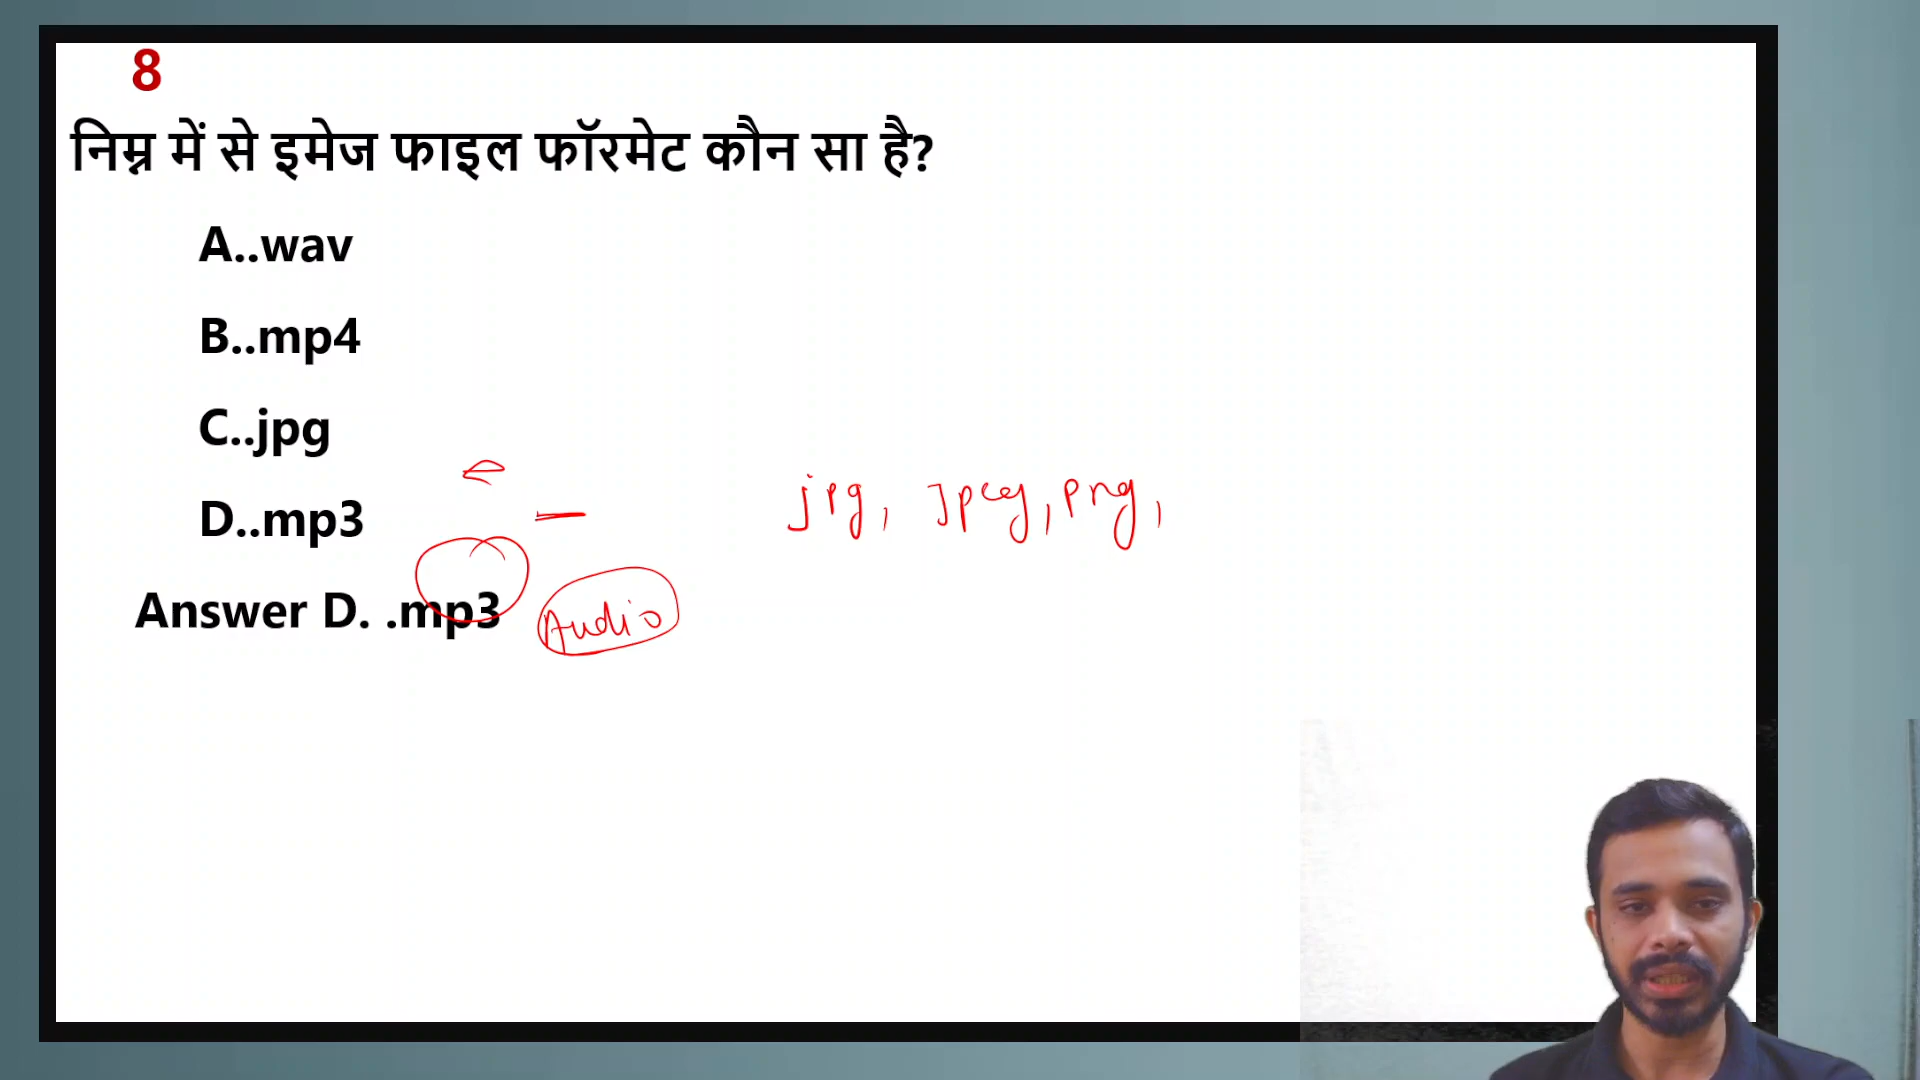 8
निम्न में से इमेज फाइल फॉरमेट कौन सा है?
A..wav
B..mp4
C..jpg
D..mp3
jpg, jpeg, png,
Answer D. .mp3
Audio